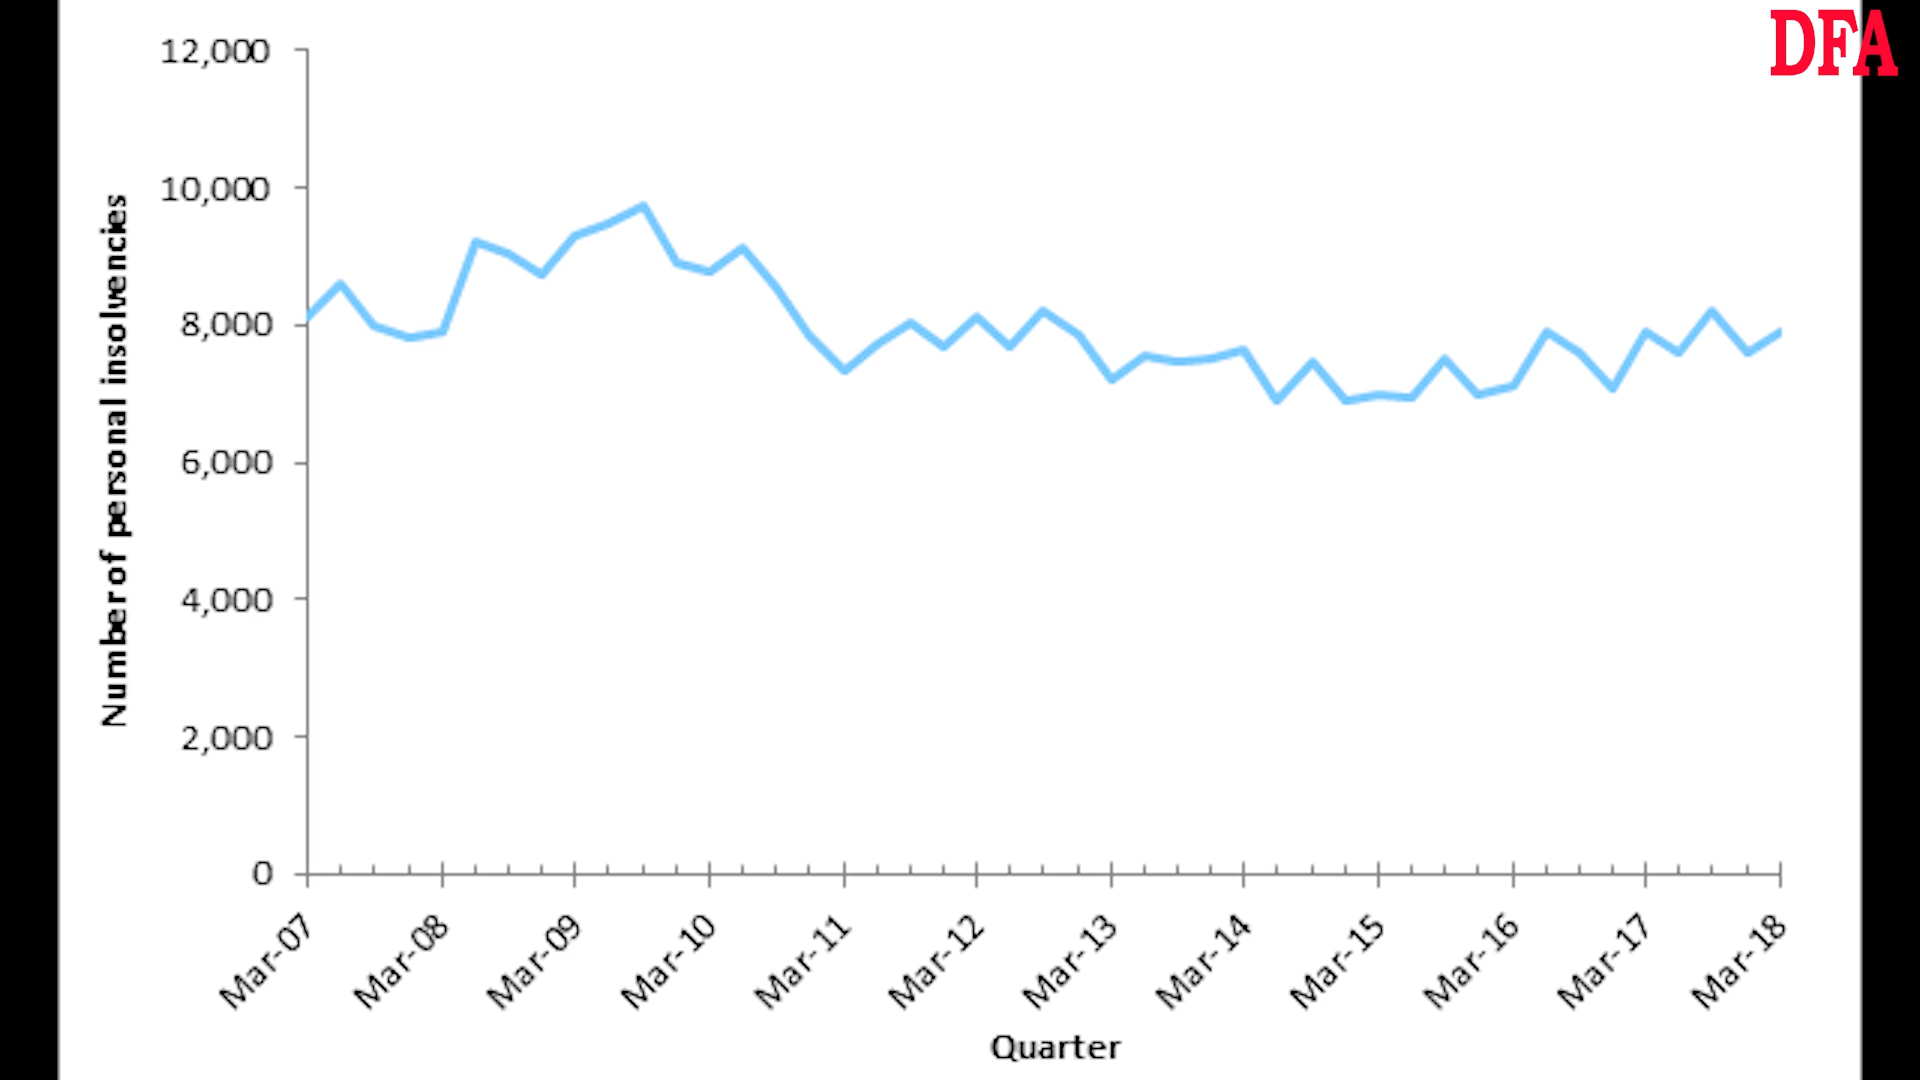 DFA
12,000
10,000
8,000
6,000
4,000
2,000
0
Number of personal insolvencies
Mar-07
Mar-08
Mar-09
Mar-10
Mar-11
Mar-12
Mar-13
Mar-14
Mar-15
Mar-16
Mar-17
Mar-18
Quarter